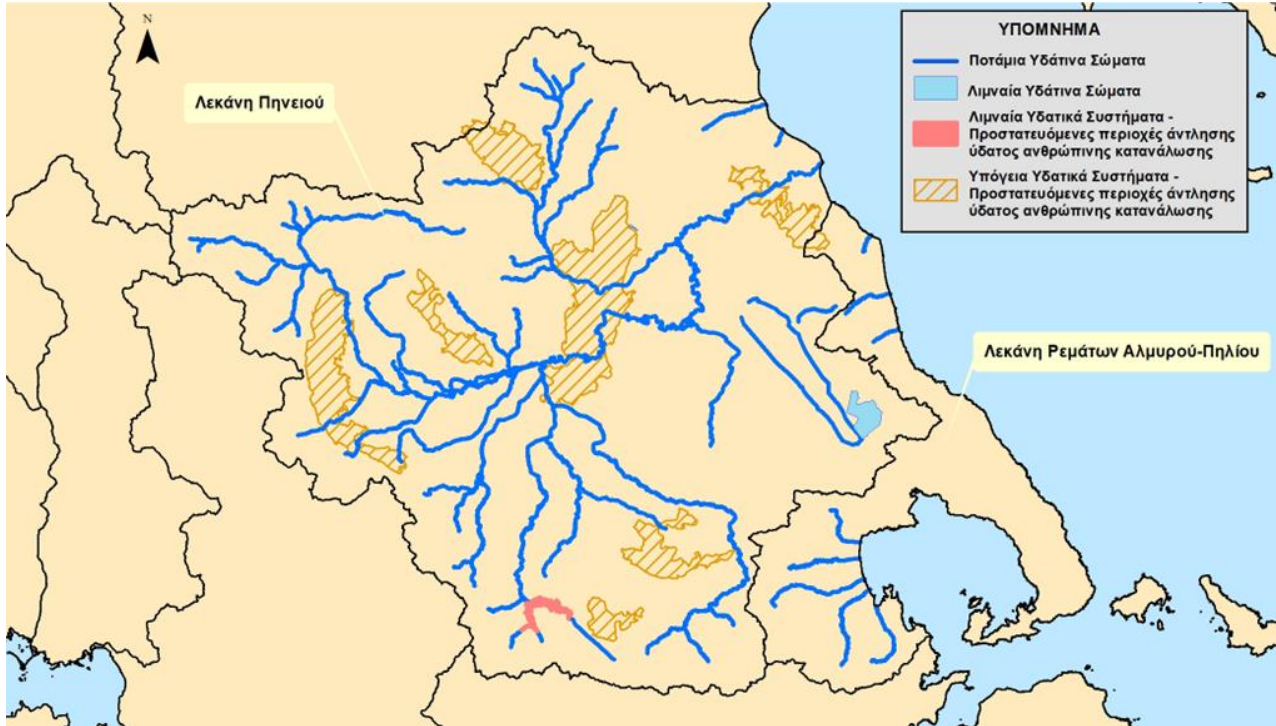 N
Λεκάνη Πηνειού
ΥΠΟΜΝΗΜΑ
Ποτάμια Υδάτινα Σώματα
Λιμναία Υδάτινα Σώματα
Λιμναία Υδατικά Συστήματα -
Προστατευόμενες περιοχές άντλησης
ύδατος ανθρώπινης κατανάλωσης
Υπόγεια Υδατικά Συστήματα -
Προστατευόμενες περιοχές άντλησης
ύδατος ανθρώπινης κατανάλωσης
Λεκάνη Ρεμάτων Αλμυρού-Πηλίου